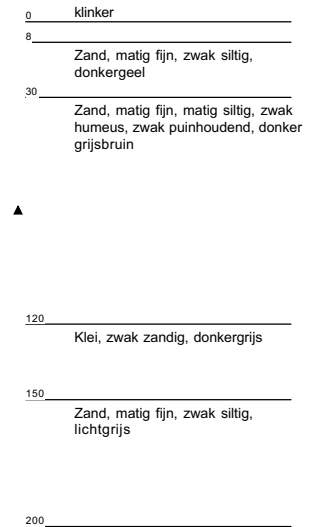 0 klinker
8
Zand, matig fijn, zwak siltig,
donkergeel
30
Zand, matig fijn, matig siltig, zwak
humeus, zwak puinhoudend, donker
grijsbruin
120
Klei, zwak zandig, donkergrijs
150
Zand, matig fijn, zwak siltig,
lichtgrijs
200